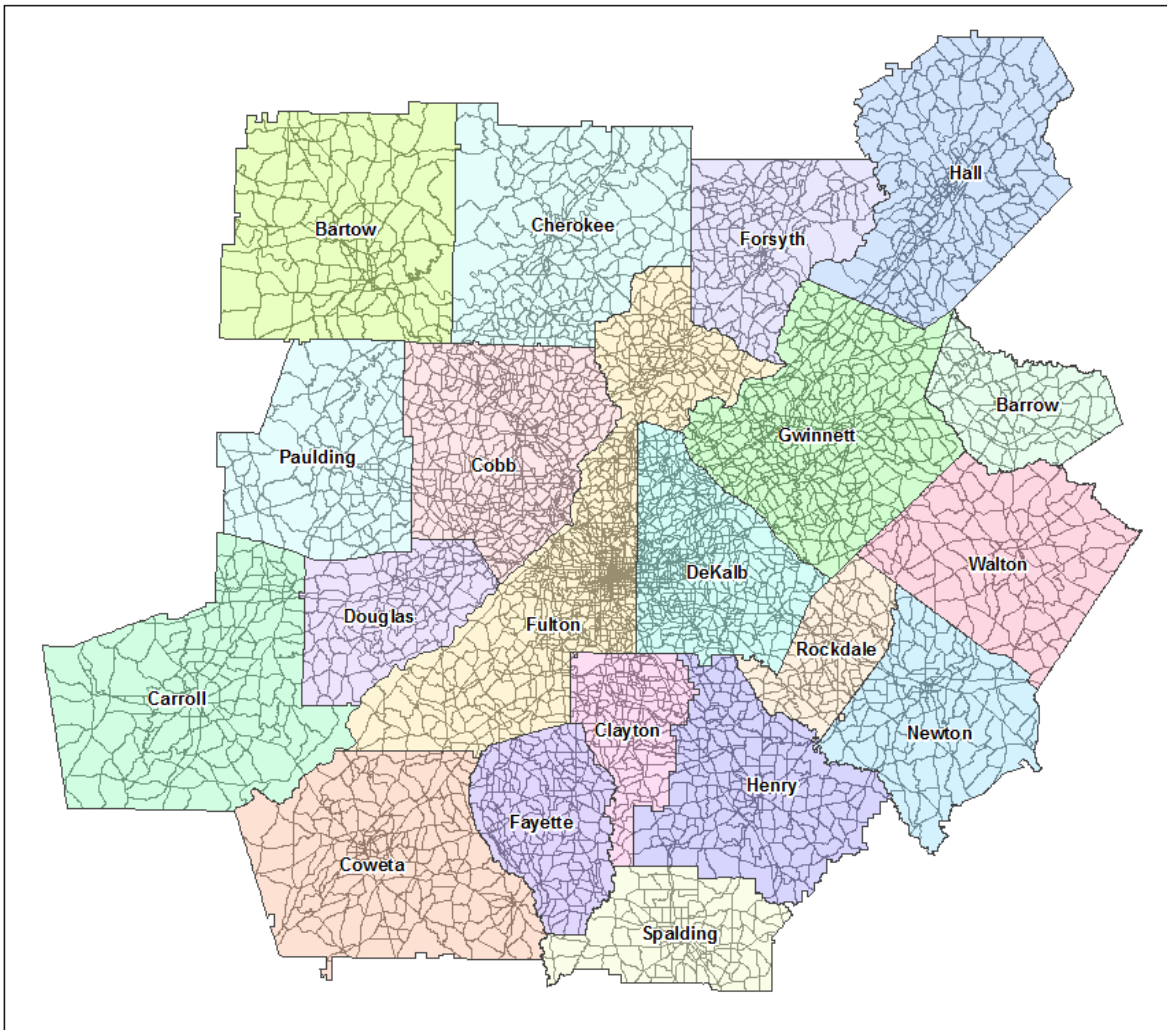 Hall
Bartow
Cherokee
Forsyth
Barrow
Gwinnett
Paulding
Cobb
Walton
DeKalb
Douglas
Fulton
Rockdale
Carroll
Clayton
Newton
Henry
Fayette
Coweta
Spalding